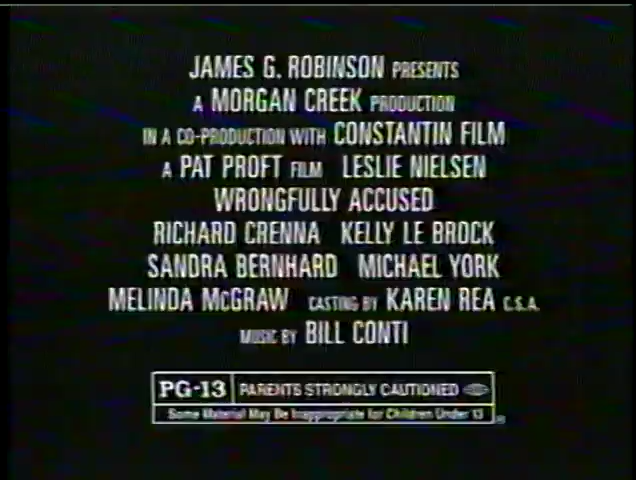 JAMES G. ROBINSON PRESENTS
A MORGAN CREEK PRODUCTION
IN A CO-PRODUCTION WITH CONSTANTIN FILM
A PAT PROFT FILM LESLIE NIELSEN
WRONGFULLY ACCUSED
RICHARD CRENNA KELLY LE BROCK
SANDRA BERNHARD MICHAEL YORK
MELINDA McGRAW CASTING BY KAREN REA C.S.A.
MUSIC BY BILL CONTI
PG-13 PARENTS STRONGLY CAUTIONED
Some Material May Be Inappropriate for Children Under 13 ®